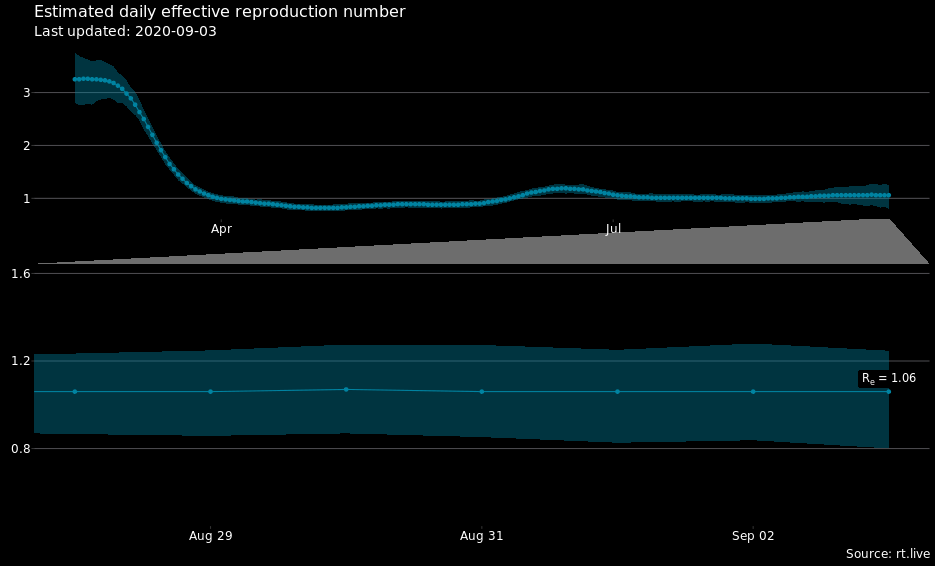 Estimated daily effective reproduction number
Last updated: 2020-09-03
3
2
1
Apr
Jul
1.6
1.2
Re = 1.06
0.8
Aug 29
Aug 31
Sep 02
Source: rt.live